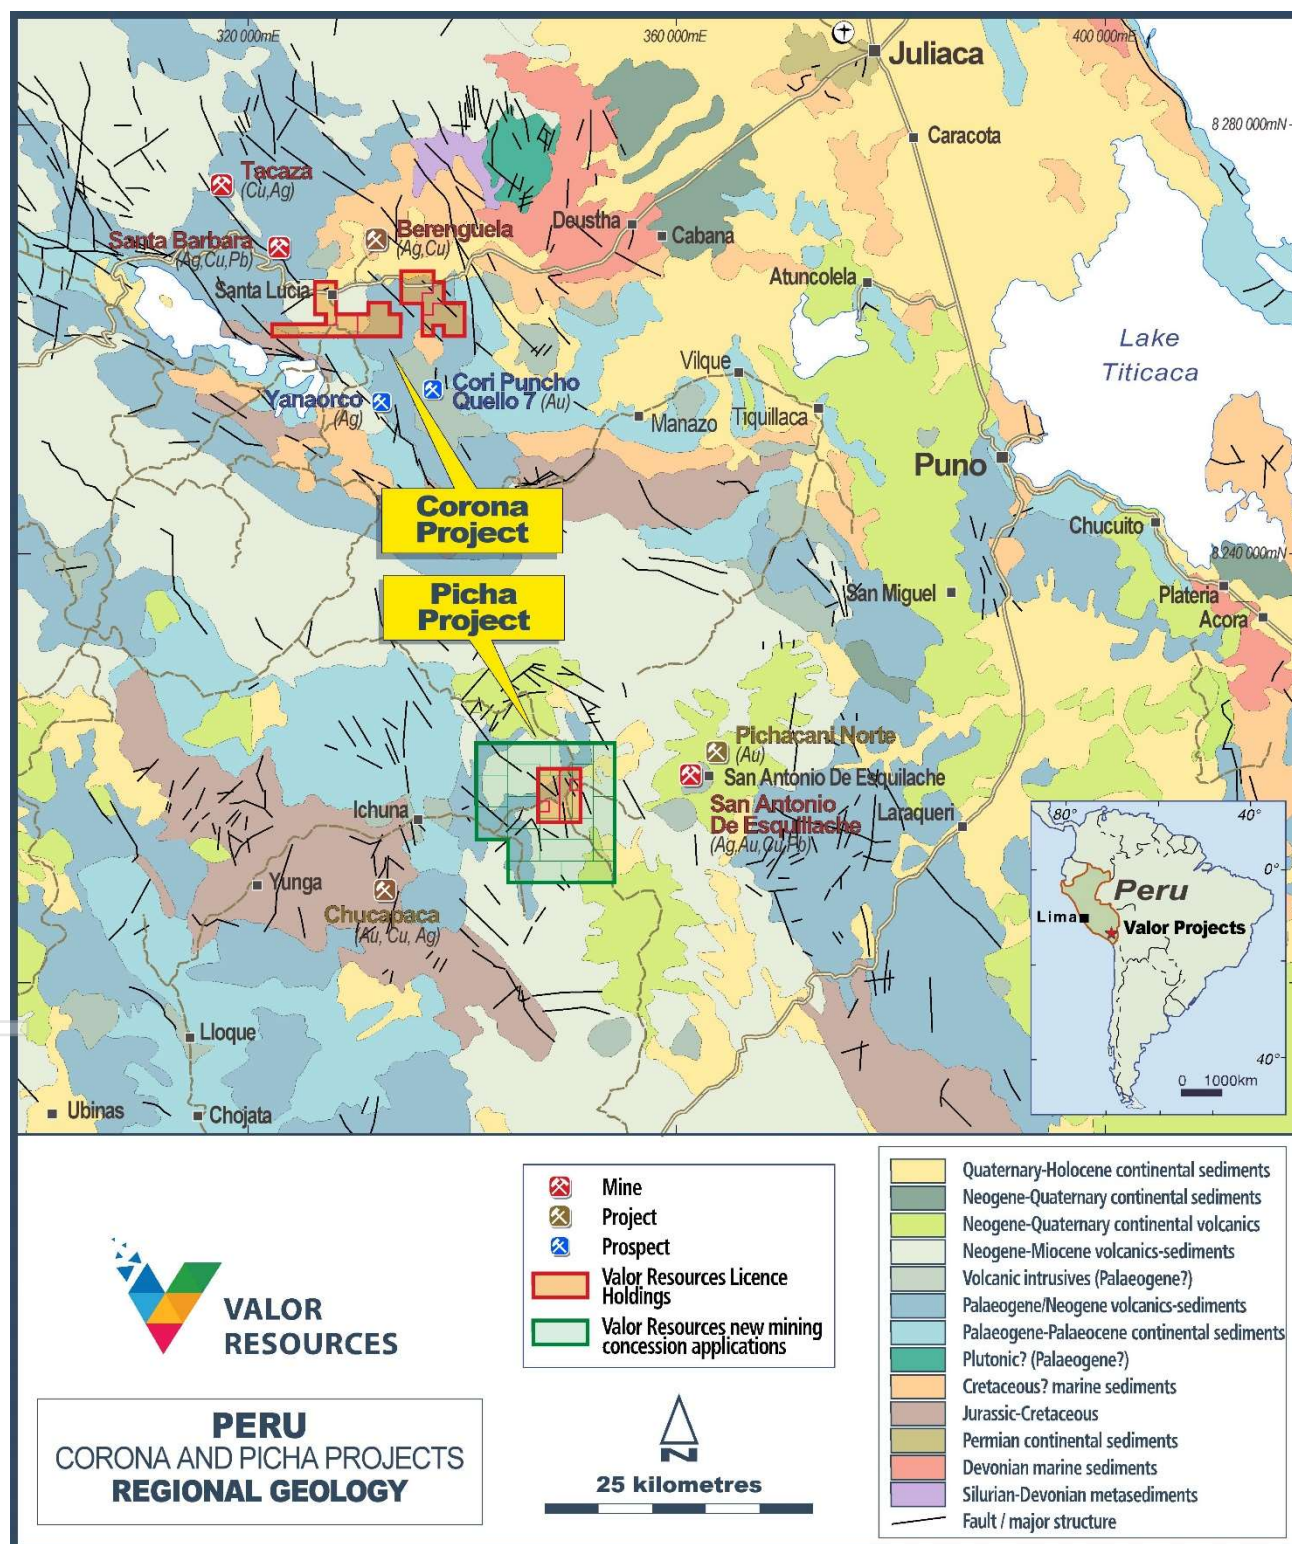 320 000mE
360 000mE
400 000mE
Juliaca
8 280 000mN
Caracota
Tacaza
(Cu,Ag)
Santa Barbara
(Ag,Cu,Pb)
Berenguela
(Ag,Cu)
Deustha
Cabana
Atuncolela
Santa Lucia
Lake
Titicaca
Vilque
Cori Puncho
Quello 7 (Au)
Yanaorco
(Ag)
Manazo
Tiquillaca
Puno
Corona
Project
Chucuito
8 240 000mN
Picha
Project
San Miguel
Plateria
Acora
Pichacani Norte
(Au)
San Antonio De Esquilache
San Antonio
De Esquillache
(Ag,Au,Cu,Pb)
Laraqueri
Ichuna
Yunga
Chucapaca
(Au, Cu, Ag)
Lloque
Ubinas
Chojata
80°
40°
0°
Peru
Lima
Valor Projects
40°
0 1000km
Mine
Project
Prospect
Valor Resources Licence
Holdings
Valor Resources new mining
concession applications
Quaternary-Holocene continental sediments
Neogene-Quaternary continental sediments
Neogene-Quaternary continental volcanics
Neogene-Miocene volcanics-sediments
Volcanic intrusives (Palaeogene?)
Palaeogene/Neogene volcanics-sediments
Palaeogene-Palaeocene continental sediments
Plutonic? (Palaeogene?)
Cretaceous? marine sediments
Jurassic-Cretaceous
Permian continental sediments
Devonian marine sediments
Silurian-Devonian metasediments
Fault / major structure
VALOR
RESOURCES
PERU
CORONA AND PICHA PROJECTS
REGIONAL GEOLOGY
N
25 kilometres